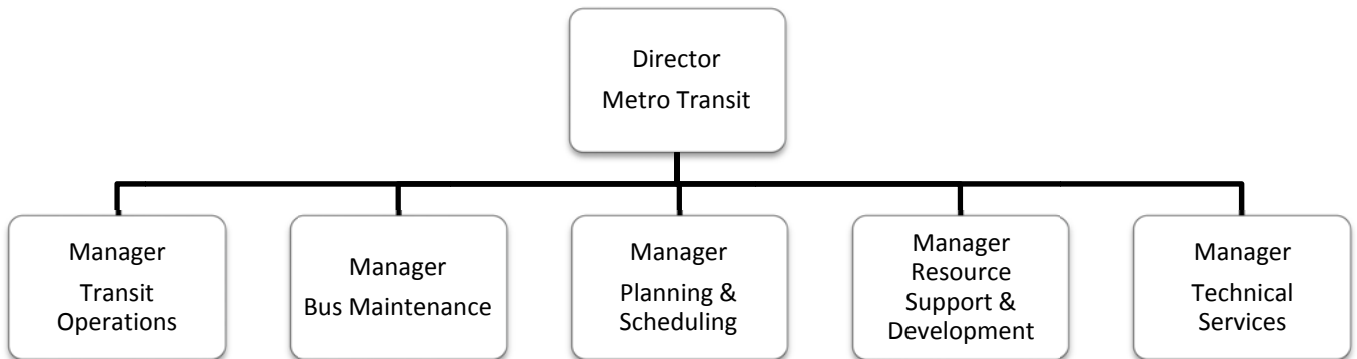 Director
Metro Transit
Manager
Transit
Operations
Manager
Bus Maintenance
Manager
Planning &
Scheduling
Manager
Resource
Support &
Development
Manager
Technical
Services